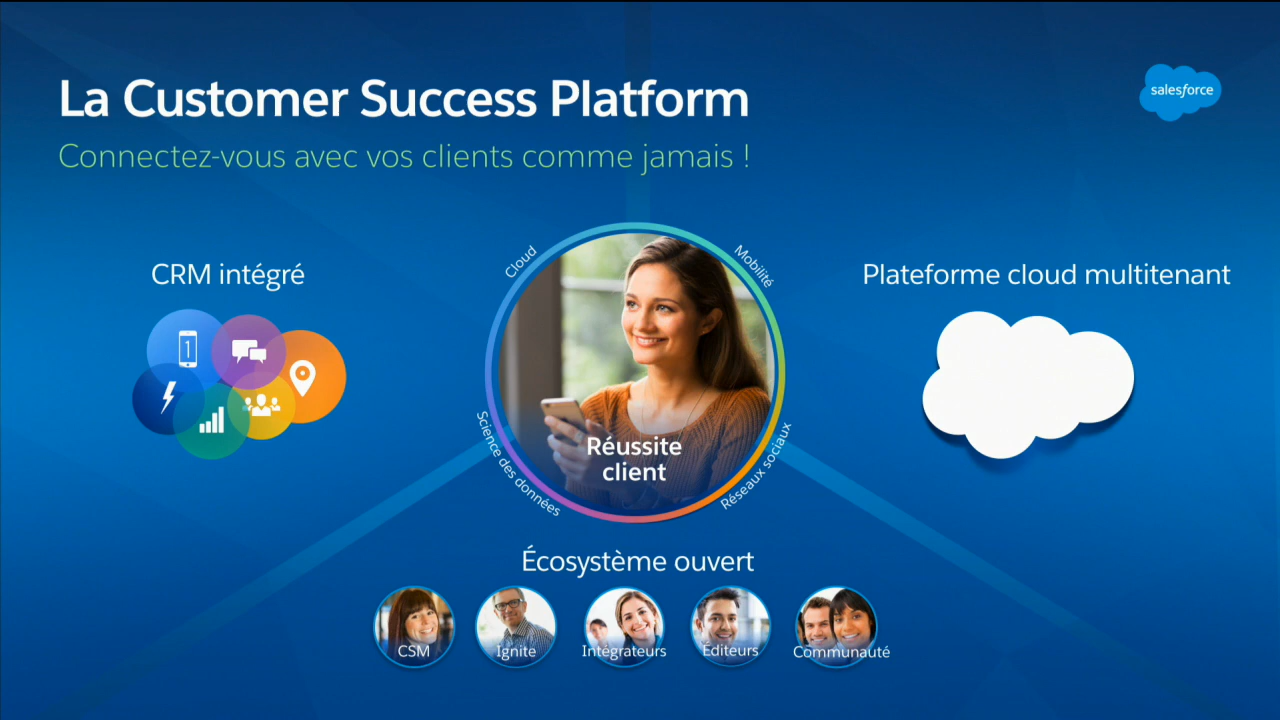 La Customer Success Platform
salesforce
Connectez-vous avec vos clients comme jamais !
CRM intégré
Cloud
Mobilité
Plateforme cloud multitenant
1
Science des données
Réseaux sociaux
Réussite
client
Écosystème ouvert
CSM
Ignite
Intégrateurs
Éditeurs
Communauté